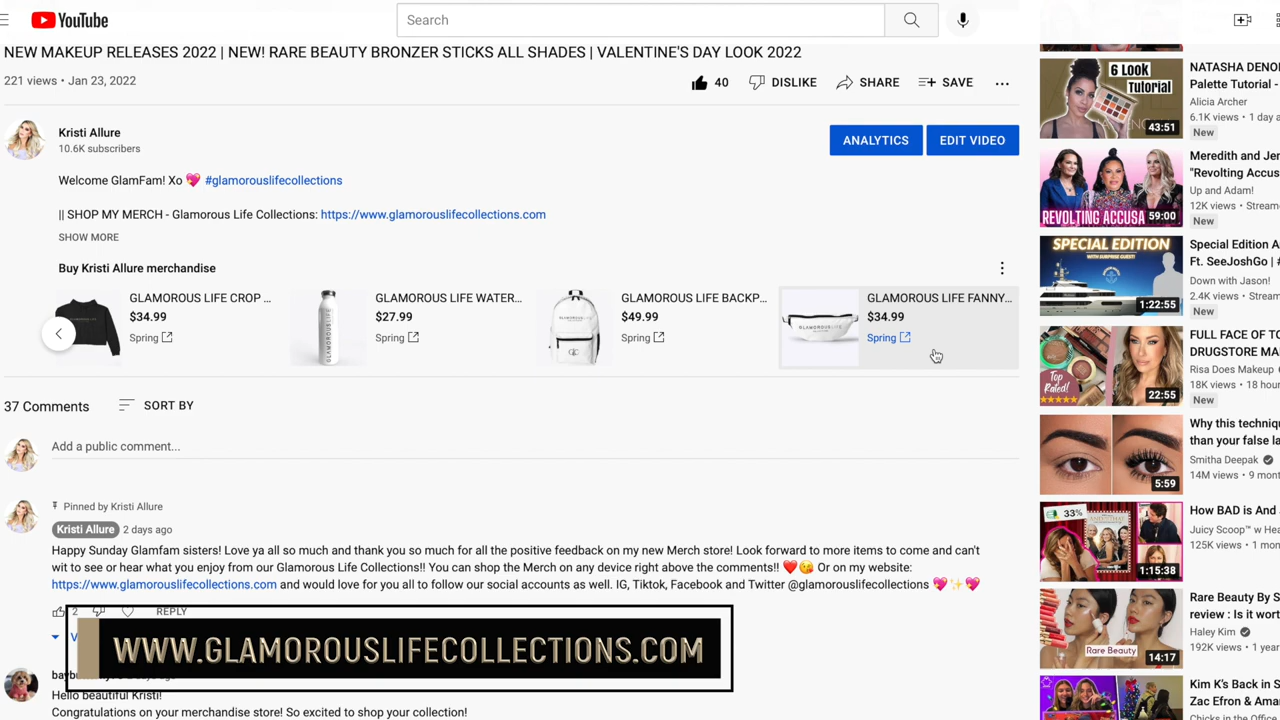 YouTube
Search
NEW MAKEUP RELEASES 2022 | NEW! RARE BEAUTY BRONZER STICKS ALL SHADES | VALENTINE'S DAY LOOK 2022
221 views • Jan 23, 2022
40 DISLIKE SHARE SAVE
Kristi Allure
10.6K subscribers
ANALYTICS EDIT VIDEO
Welcome GlamFam! Xo 💖 #glamorouslifecollections
|| SHOP MY MERCH - Glamorous Life Collections: https://www.glamorouslifecollections.com
SHOW MORE
Buy Kristi Allure merchandise
GLAMOROUS LIFE CROP ...
$34.99
Spring
GLAMOROUS LIFE WATER...
$27.99
Spring
GLAMOROUS LIFE BACKP...
$49.99
Spring
GLAMOROUS LIFE FANNY...
$34.99
Spring
37 Comments SORT BY
Add a public comment...
Pinned by Kristi Allure
Kristi Allure 2 days ago
Happy Sunday Glamfam sisters! Love ya all so much and thank you so much for all the positive feedback on my new Merch store! Look forward to more items to come and can't
wit to see or hear what you enjoy from our Glamorous Life Collections!! You can shop the Merch on any device right above the comments!! ❤️😘 Or on my website:
https://www.glamorouslifecollections.com and would love for you to follow our social accounts as well. IG, Tiktok, Facebook and Twitter @glamorouslifecollections 💖✨💖
2 REPLY
WWW.GLAMOROUSLIFECOLLECTIONS.COM
Hello beautiful Kristi!
Congratulations on your merchandise store! So excited to shop your collection!
6 LOOK
Tutorial
43:51
NATASHA DENO
Palette Tutorial -
Alicia Archer
6.1K views • 1 day a
New
REVOLTING ACCUSA
59:00
Meredith and Jen
"Revolting Accus
Up and Adam!
12K views • Stream
New
SPECIAL EDITION
WITH SURPRISE GUEST!
1:22:55
Special Edition A
Ft. SeeJoshGo | #
Down with Jason!
2.4K views • Stream
New
Top
Rated!
22:55
FULL FACE OF TO
DRUGSTORE MA
Risa Does Makeup
18K views • 18 hour
New
5:59
Why this techniqu
than your false la
Smitha Deepak
14M views • 9 mont
33%
1:15:38
How BAD is And J
Juicy Scoop™ w He
125K views • 1 mor
Rare Beauty
14:17
Rare Beauty By S
review : Is it wort
Haley Kim
192K views • 1 year
Kim K's Back in S
Zac Efron & Ama
Chicks in the Office